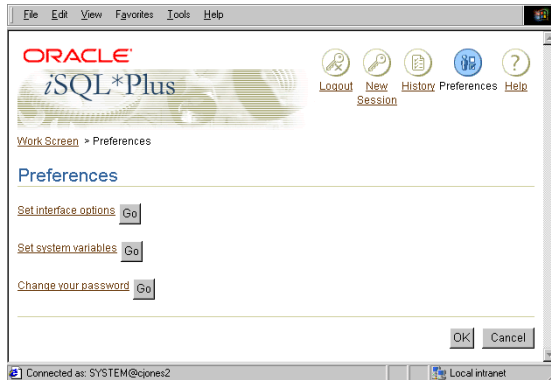 File Edit View Favorites Tools Help
ORACLE
iSQL*Plus
Logout New Session History Preferences Help
Work Screen > Preferences
Preferences
Set interface options Go
Set system variables Go
Change your password Go
OK Cancel
Connected as: SYSTEM@cjones2 Local intranet